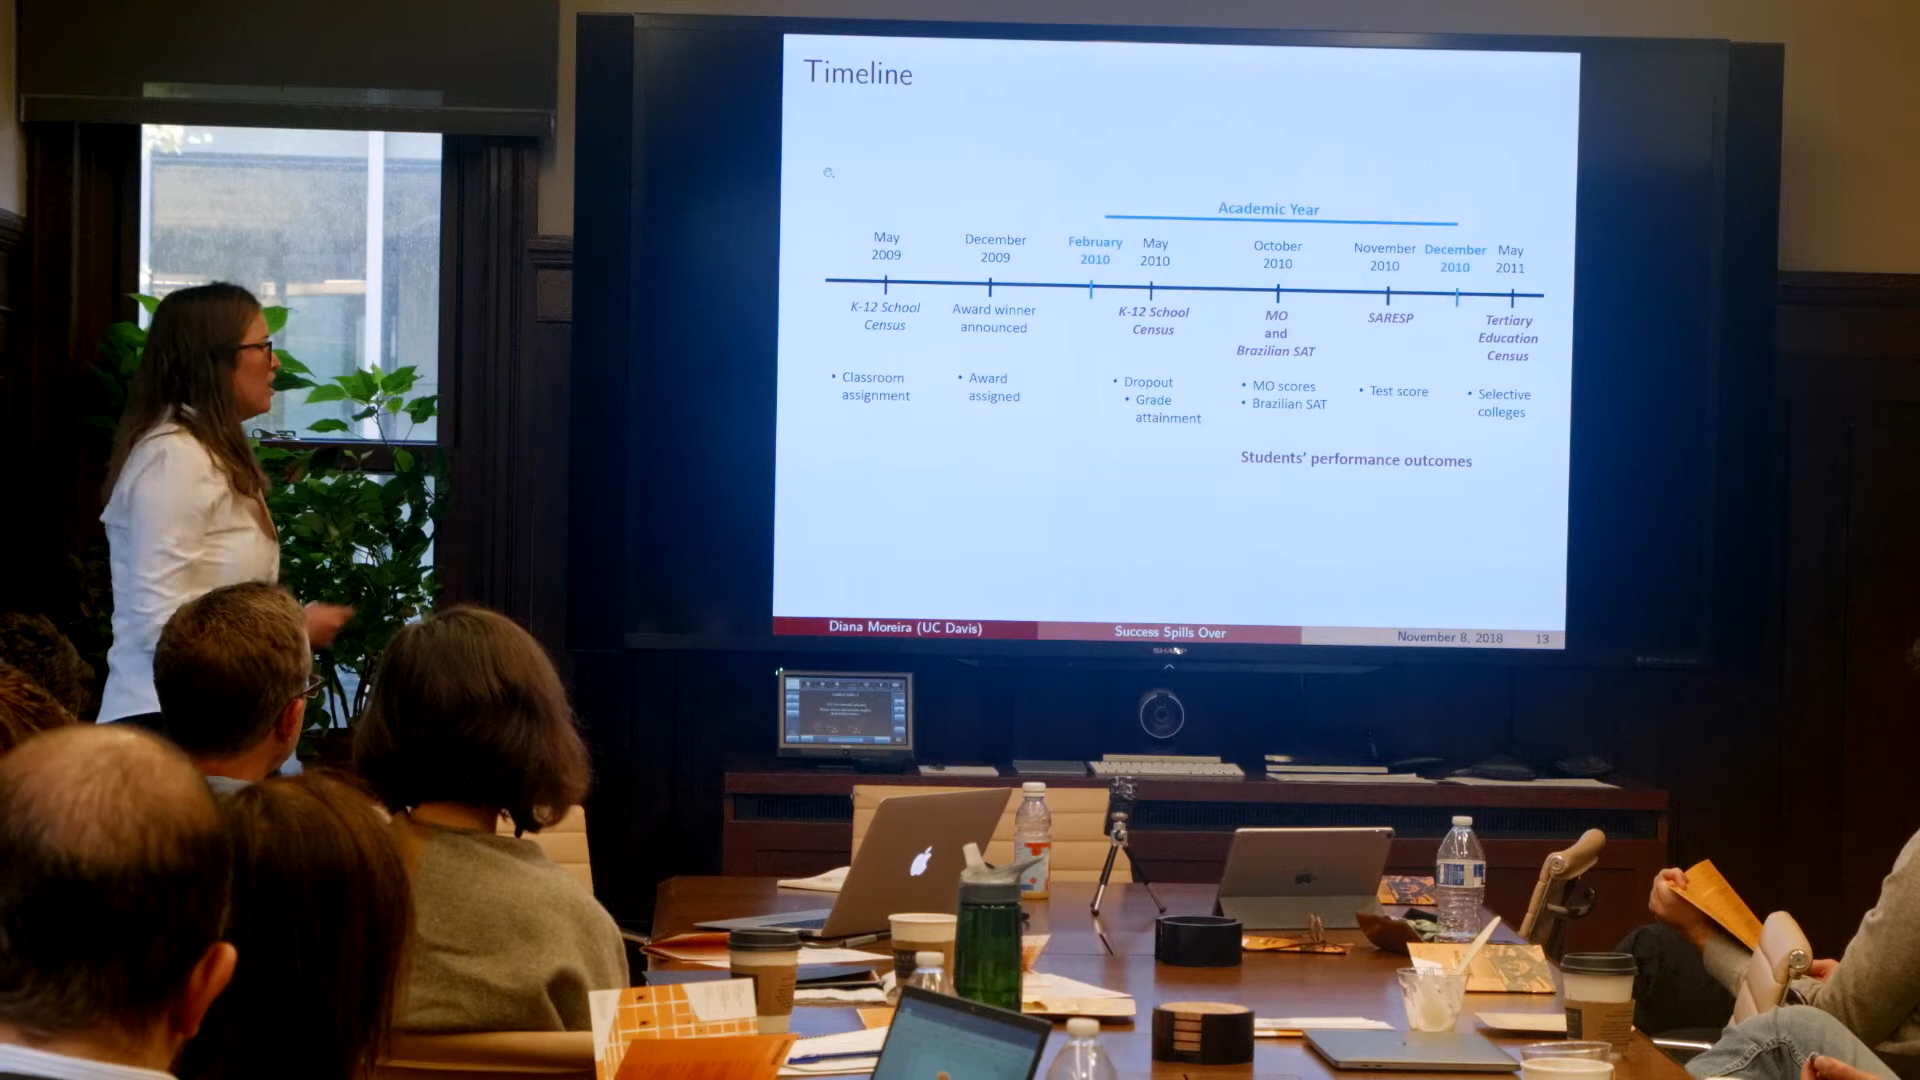 Timeline
Academic Year
May
2009
December
2009
February
2010
May
2010
October
2010
November
2010
December
2010
May
2011
K-12 School
Census
Award winner
announced
K-12 School
Census
MO
and
Brazilian SAT
SARESP
Tertiary
Education
Census
• Classroom
assignment
• Award
assigned
• Dropout
• Grade
attainment
• MO scores
• Brazilian SAT
• Test score
• Selective
colleges
Students’ performance outcomes
Diana Moreira (UC Davis)
Success Spills Over
November 8, 2018
13
SHARP